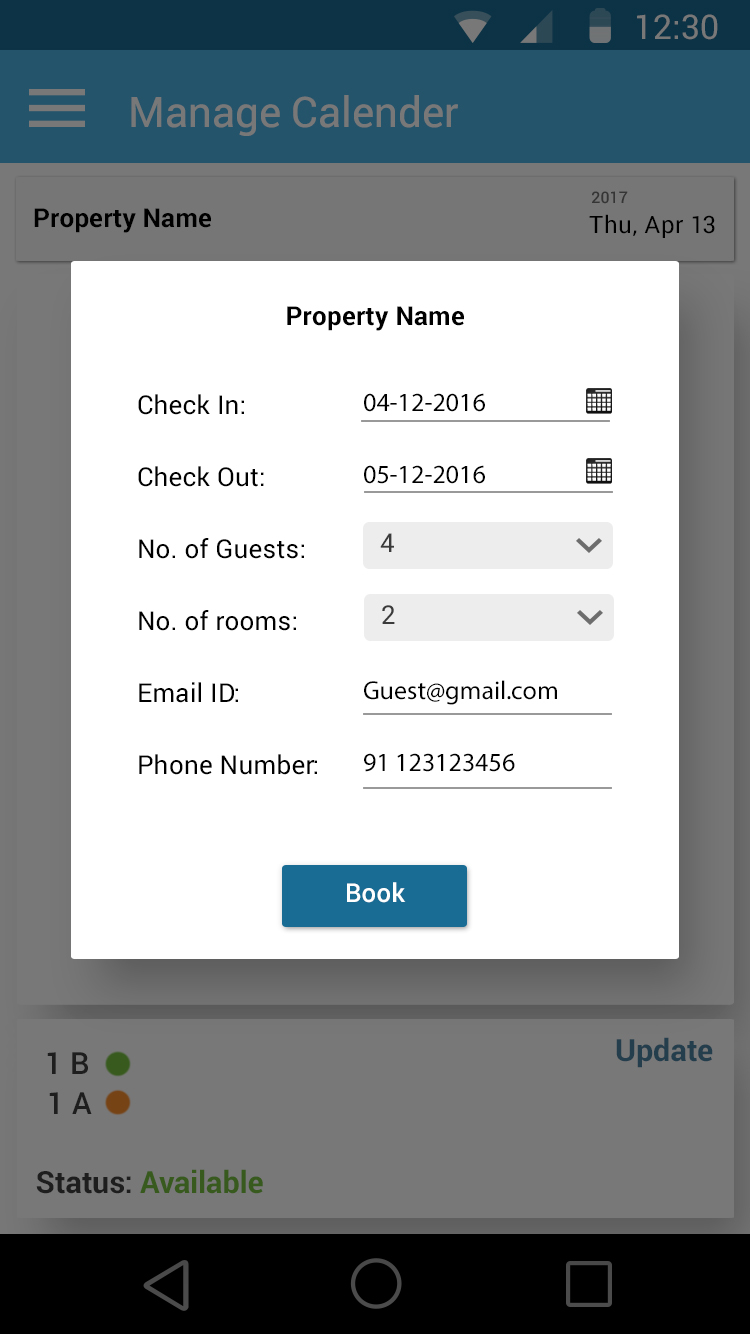 12:30
Manage Calender
Property Name
2017
Thu, Apr 13
Property Name
Check In: 04-12-2016
Check Out: 05-12-2016
No. of Guests: 4
No. of rooms: 2
Email ID: Guest@gmail.com
Phone Number: 91 123123456
Book
1 B
Update
1 A
Status: Available